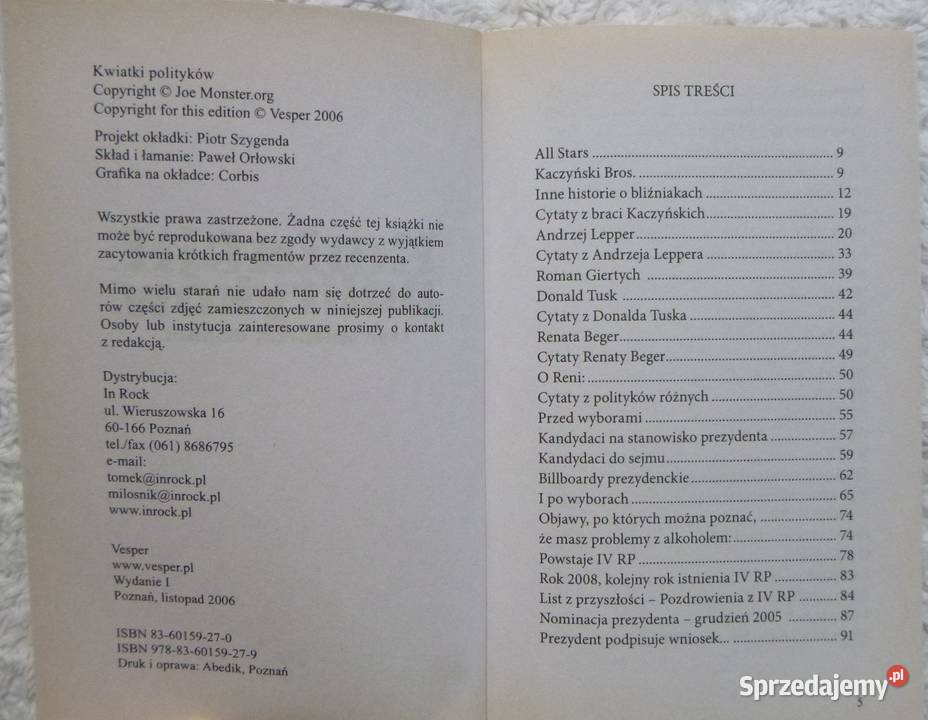 Kwiatki polityków
Copyright © Joe Monster.org
Copyright for this edition © Vesper 2006
Projekt okładki: Piotr Szygenda
Skład i łamanie: Paweł Orłowski
Grafika na okładce: Corbis
Wszystkie prawa zastrzeżone. Żadna część tej książki nie
może być reprodukowana bez zgody wydawcy z wyjątkiem
zacytowania krótkich fragmentów przez recenzenta.
Mimo wielu starań nie udało nam się dotrzeć do auto-
rów części zdjęć zamieszczonych w niniejszej publikacji.
Osoby lub instytucja zainteresowane prosimy o kontakt
z redakcją.
Dystrybucja:
In Rock
ul. Wieruszowska 16
60-166 Poznań
tel./fax (061) 8686795
e-mail:
tomek@inrock.pl
milosnik@inrock.pl
www.inrock.pl
Vesper
www.vesper.pl
Wydanie I
Poznań, listopad 2006
ISBN 83-60159-27-0
ISBN 978-83-60159-27-9
Druk i oprawa: Abedik, Poznań
SPIS TREŚCI
All Stars ........ 9
Kaczyński Bros. ........ 9
Inne historie o bliźniakach ........ 12
Cytaty z braci Kaczyńskich ........ 19
Andrzej Lepper ........ 20
Cytaty z Andrzeja Leppera ........ 33
Roman Giertych ........ 39
Donald Tusk ........ 42
Cytaty z Donalda Tuska ........ 44
Renata Beger ........ 44
Cytaty Renaty Beger ........ 49
O Reni: ........ 50
Cytaty z polityków różnych ........ 50
Przed wyborami ........ 55
Kandydaci na stanowisko prezydenta ........ 57
Kandydaci do sejmu ........ 59
Billboardy prezydenckie ........ 62
I po wyborach ........ 65
Objawy, po których można poznać, ........ 74
że masz problemy z alkoholem: ........ 74
Powstaje IV RP ........ 78
Rok 2008, kolejny rok istnienia IV RP ........ 83
List z przyszłości – Pozdrowienia z IV RP ........ 84
Nominacja prezydenta – grudzień 2005 ........ 87
Prezydent podpisuje wniosek... ........ 91
5
Sprzedajemy.pl